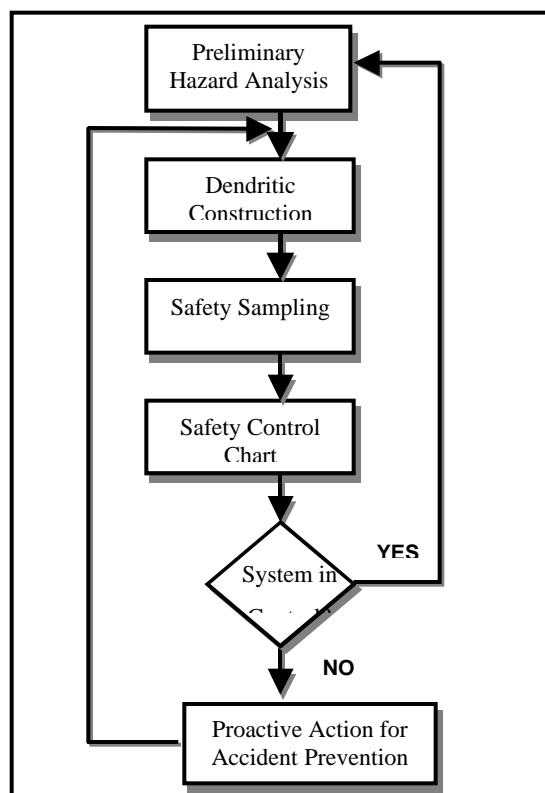 Preliminary
Hazard Analysis
Dendritic
Construction
Safety Sampling
Safety Control
Chart
System in
YES
NO
Proactive Action for
Accident Prevention